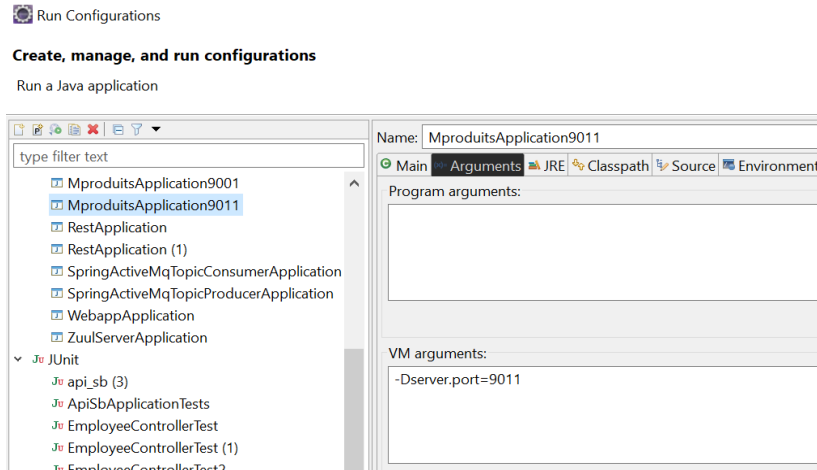 Run Configurations
Create, manage, and run configurations
Run a Java application
type filter text
MproduitsApplication9001
MproduitsApplication9011
RestApplication
RestApplication (1)
SpringActiveMqTopicConsumerApplication
SpringActiveMqTopicProducerApplication
WebappApplication
ZuulServerApplication
JUnit
api_sb (3)
ApiSbApplicationTests
EmployeeControllerTest
EmployeeControllerTest (1)
EmployeeControllerTest2
Name: MproduitsApplication9011
Main Arguments JRE Classpath Source Environment
Program arguments:
VM arguments:
-Dserver.port=9011